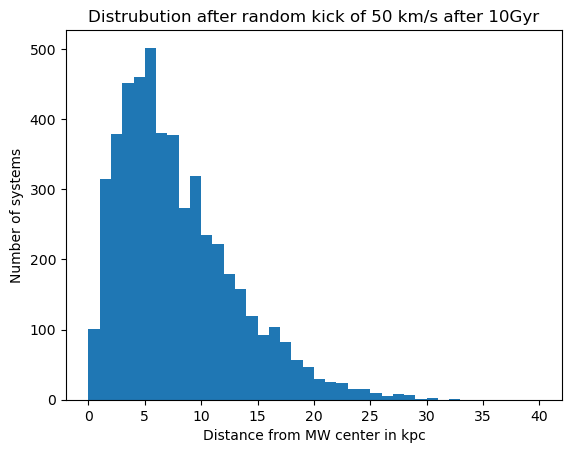 Distrubution after random kick of 50 km/s after 10Gyr
Number of systems
500
400
300
200
100
0
0 5 10 15 20 25 30 35 40
Distance from MW center in kpc